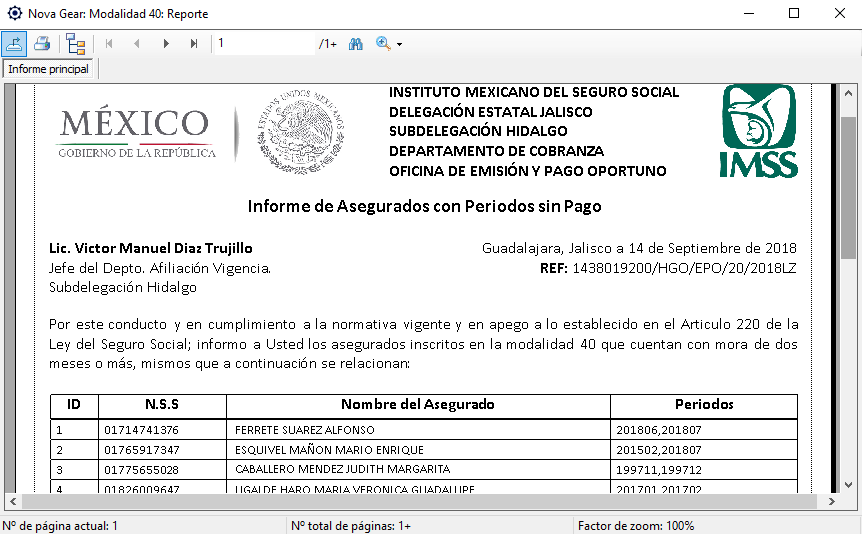 Nova Gear: Modalidad 40: Reporte
1 /1+
Informe principal
MÉXICO
GOBIERNO DE LA REPÚBLICA
ESTADOS UNIDOS MEXICANOS
INSTITUTO MEXICANO DEL SEGURO SOCIAL
DELEGACIÓN ESTATAL JALISCO
SUBDELEGACIÓN HIDALGO
DEPARTAMENTO DE COBRANZA
OFICINA DE EMISIÓN Y PAGO OPORTUNO
IMSS
Informe de Asegurados con Periodos sin Pago
Lic. Victor Manuel Diaz Trujillo
Guadalajara, Jalisco a 14 de Septiembre de 2018
Jefe del Depto. Afiliación Vigencia.
REF: 1438019200/HGO/EPO/20/2018LZ
Subdelegación Hidalgo
Por este conducto y en cumplimiento a la normativa vigente y en apego a lo establecido en el Articulo 220 de la
Ley del Seguro Social; informo a Usted los asegurados inscritos en la modalidad 40 que cuentan con mora de dos
meses o más, mismos que a continuación se relacionan:
ID N.S.S Nombre del Asegurado Periodos
1 01714741376 FERRETE SUAREZ ALFONSO 201806,201807
2 01765917347 ESQUIVEL MAÑON MARIO ENRIQUE 201502,201807
3 01775655028 CABALLERO MENDEZ JUDITH MARGARITA 199711,199712
4 01826009647 UGALDE HARO MARIA VERONICA GUADALUPE 201701,201702
Nº de página actual: 1 Nº total de páginas: 1+ Factor de zoom: 100%